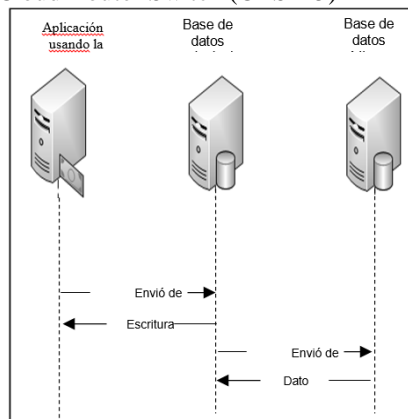 Aplicación
usando la
Base de
datos
Base de
datos
Envió de
Escritura
Envió de
Dato